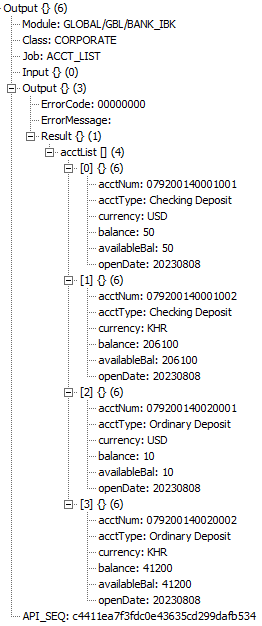 Output {} (6)
Module: GLOBAL/GBL/BANK_IBK
Class: CORPORATE
Job: ACCT_LIST
Input {} (0)
Output {} (3)
ErrorCode: 00000000
ErrorMessage:
Result {} (1)
acctList [] (4)
[0] {} (6)
acctNum: 079200140001001
acctType: Checking Deposit
currency: USD
balance: 50
availableBal: 50
openDate: 20230808
[1] {} (6)
acctNum: 079200140001002
acctType: Checking Deposit
currency: KHR
balance: 206100
availableBal: 206100
openDate: 20230808
[2] {} (6)
acctNum: 079200140020001
acctType: Ordinary Deposit
currency: USD
balance: 10
availableBal: 10
openDate: 20230808
[3] {} (6)
acctNum: 079200140020002
acctType: Ordinary Deposit
currency: KHR
balance: 41200
availableBal: 41200
openDate: 20230808
API_SEQ: c4411ea7f3fdc0e43635cd299dafb534